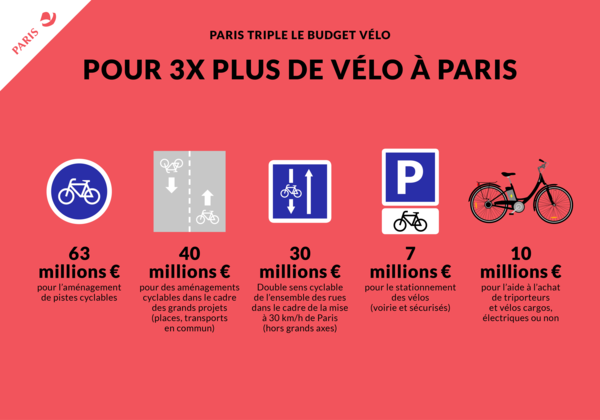 PARIS
PARIS TRIPLE LE BUDGET VÉLO
POUR 3X PLUS DE VÉLO À PARIS
P
63
millions €
pour l'aménagement
de pistes cyclables
40
millions €
pour des aménagements
cyclables dans le cadre
des grands projets
(places, transports
en commun)
30
millions €
Double sens cyclable
de l'ensemble des rues
dans le cadre de la mise
à 30 km/h de Paris
(hors grands axes)
7
millions €
pour le stationnement
des vélos
(voirie et sécurisés)
10
millions €
pour l'aide à l'achat
de triporteurs
et vélos cargos,
électriques ou non